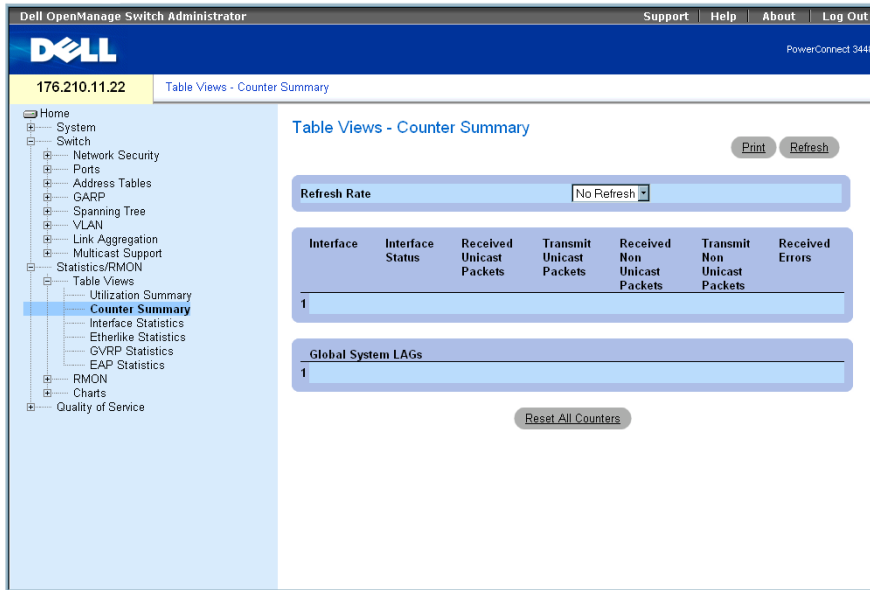 Dell OpenManage Switch Administrator
Support Help About Log Out
DELL
PowerConnect 3448
176.210.11.22
Table Views - Counter Summary
Home
System
Switch
Network Security
Ports
Address Tables
GARP
Spanning Tree
VLAN
Link Aggregation
Multicast Support
Statistics/RMON
Table Views
Utilization Summary
Counter Summary
Interface Statistics
Etherlike Statistics
GVRP Statistics
EAP Statistics
RMON
Charts
Quality of Service
Table Views - Counter Summary
Print
Refresh
Refresh Rate
No Refresh
Interface
Interface
Status
Received
Unicast
Packets
Transmit
Unicast
Packets
Received
Non
Unicast
Packets
Transmit
Non
Unicast
Packets
Received
Errors
1
Global System LAGs
1
Reset All Counters